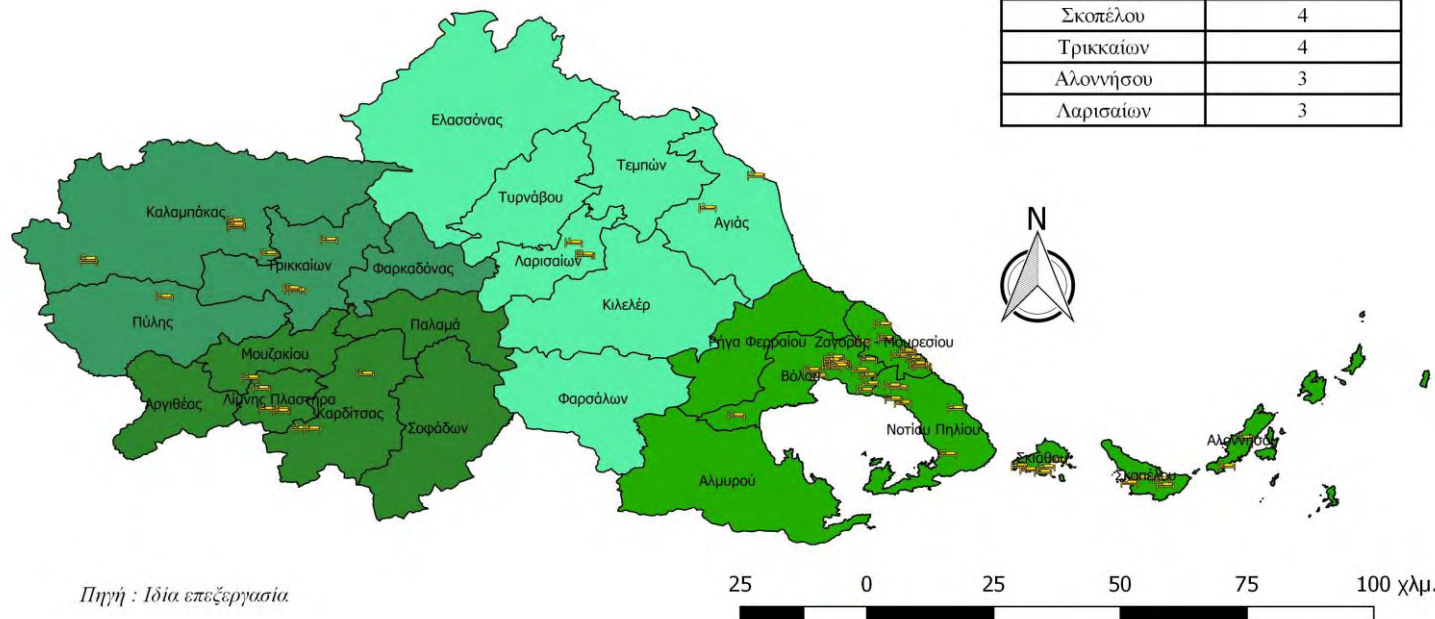 Σκοπέλου 4
Τρικκαίων 4
Αλοννήσου 3
Λαρισαίων 3
Ελασσόνας
Τεμπών
Τυρνάβου
Καλαμπάκας
Αγιάς
N
Λαρισαίων
Τρικκαίων
Φαρκαδόνας
Κιλελέρ
Πύλης
Παλαμά
Ρήγα Φερραίου
Ζαγοράς - Μουρεσίου
Μουζακίου
Βόλου
Λίμνης Πλαστήρα
Φαρσάλων
Αργιθέας
Καρδίτσας
Σοφάδων
Νοτίου Πηλίου
Αλοννήσου
Σκιάθου
Σκοπέλου
Αλμυρού
Πηγή : Ιδία επεξεργασία
25 0 25 50 75 100 χλμ.